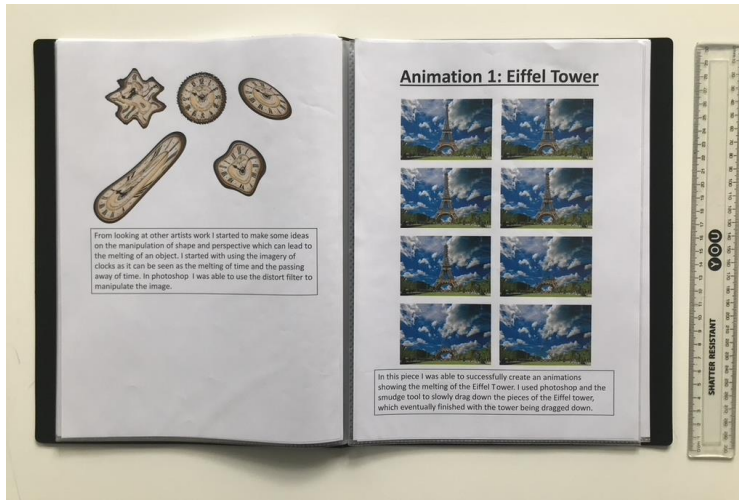 From looking at other artists work I started to make some ideas
on the manipulation of shape and perspective which can lead to
the melting of an object. I started with using the imagery of
clocks as it can be seen as the melting of time and the passing
away of time. In photoshop I was able to use the distort filter to
manipulate the image.
Animation 1: Eiffel Tower
In this piece I was able to successfully create an animations
showing the melting of the Eiffel Tower. I used photoshop and the
smudge tool to slowly drag down the pieces of the Eiffel tower,
which eventually finished with the tower being dragged down.
YOU
SHATTER RESISTANT